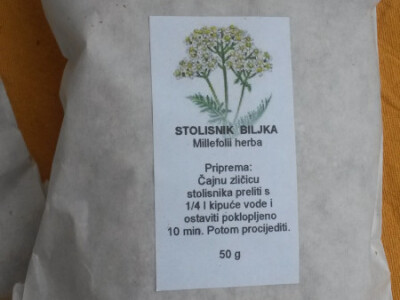 STOLISNIK BILJKA
Millefolii herba
Priprema:
Čajnu zličicu
stolisnika preliti s
1/4 l kipuće vode i
ostaviti poklopljeno
10 min. Potom procijediti.
50 g